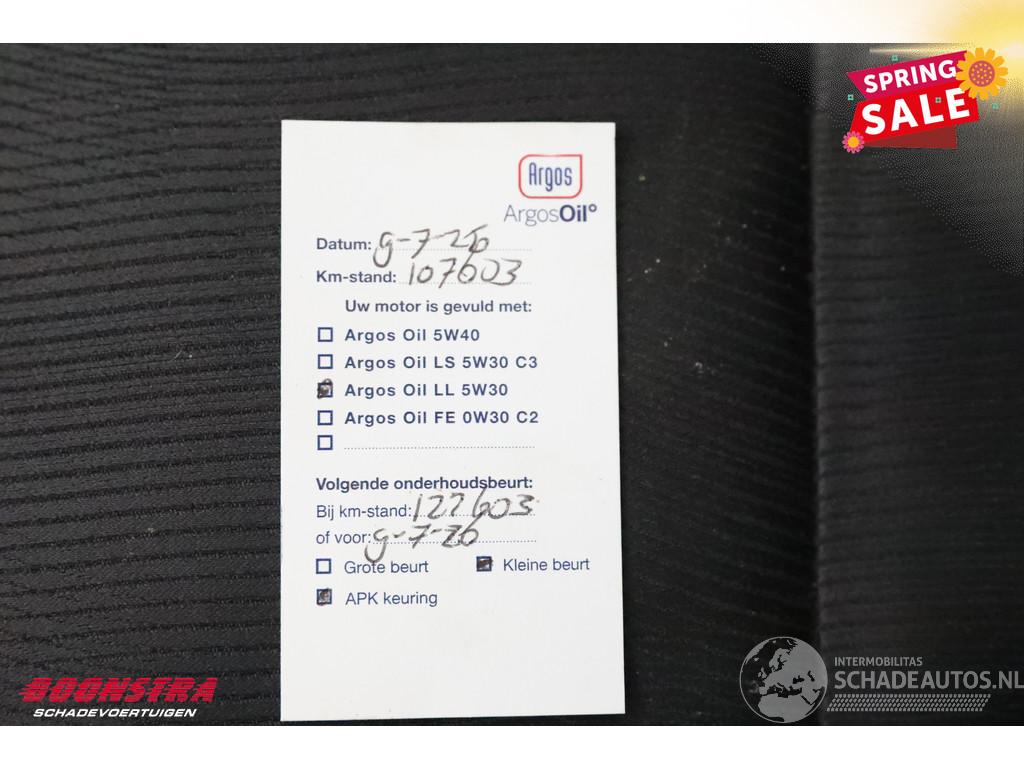 SPRING
SALE
Argos
ArgosOil°
Datum: 9-7-25
Km-stand: 107603
Uw motor is gevuld met:
Argos Oil 5W40
Argos Oil LS 5W30 C3
Argos Oil LL 5W30
Argos Oil FE 0W30 C2
Volgende onderhoudsbeurt:
Bij km-stand: 122603
of voor: 9-7-26
Grote beurt
Kleine beurt
APK keuring
BOONSTRA
SCHADEVOERTUIGEN
INTERMOBILITAS
SCHADEAUTOS.NL